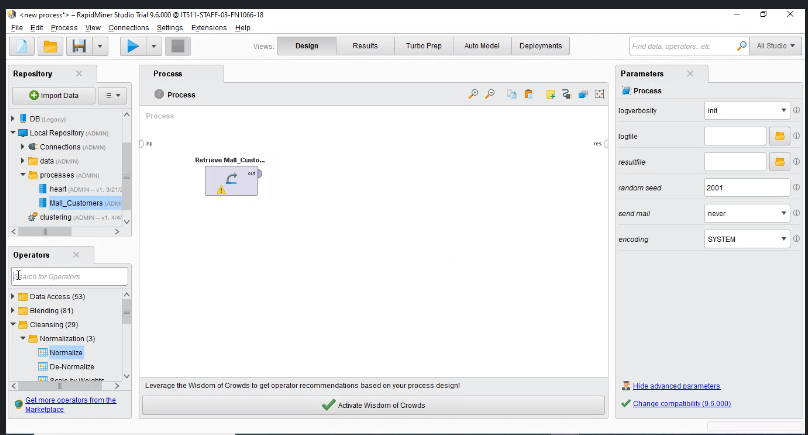 <new process*> – RapidMiner Studio Trial 9.6.000 @ IT511-STAFF-03-FN1066-18
File Edit Process View Connections Settings Extensions Help
Views: Design Results Turbo Prep Auto Model Deployments
Find data, operators...etc
All Studio
Repository
Import Data
DB (Legacy)
Local Repository (ADMIN)
Connections (ADMIN)
data (ADMIN)
processes (ADMIN)
heart (ADMIN – v1, 3/21/2
Mall_Customers (ADMI
clustering (ADMIN – v1, 4/4/
Operators
Search for Operators
Data Access (53)
Blending (81)
Cleansing (29)
Normalization (3)
Normalize
De-Normalize
Scale by Weights
Get more operators from the
Marketplace
Process
Process
Process
inp
res
Retrieve Mall_Custo...
out
Leverage the Wisdom of Crowds to get operator recommendations based on your process design!
Activate Wisdom of Crowds
Parameters
Process
logverbosity init
logfile
resultfile
random seed 2001
send mail never
encoding SYSTEM
Hide advanced parameters
Change compatibility (9.6.000)